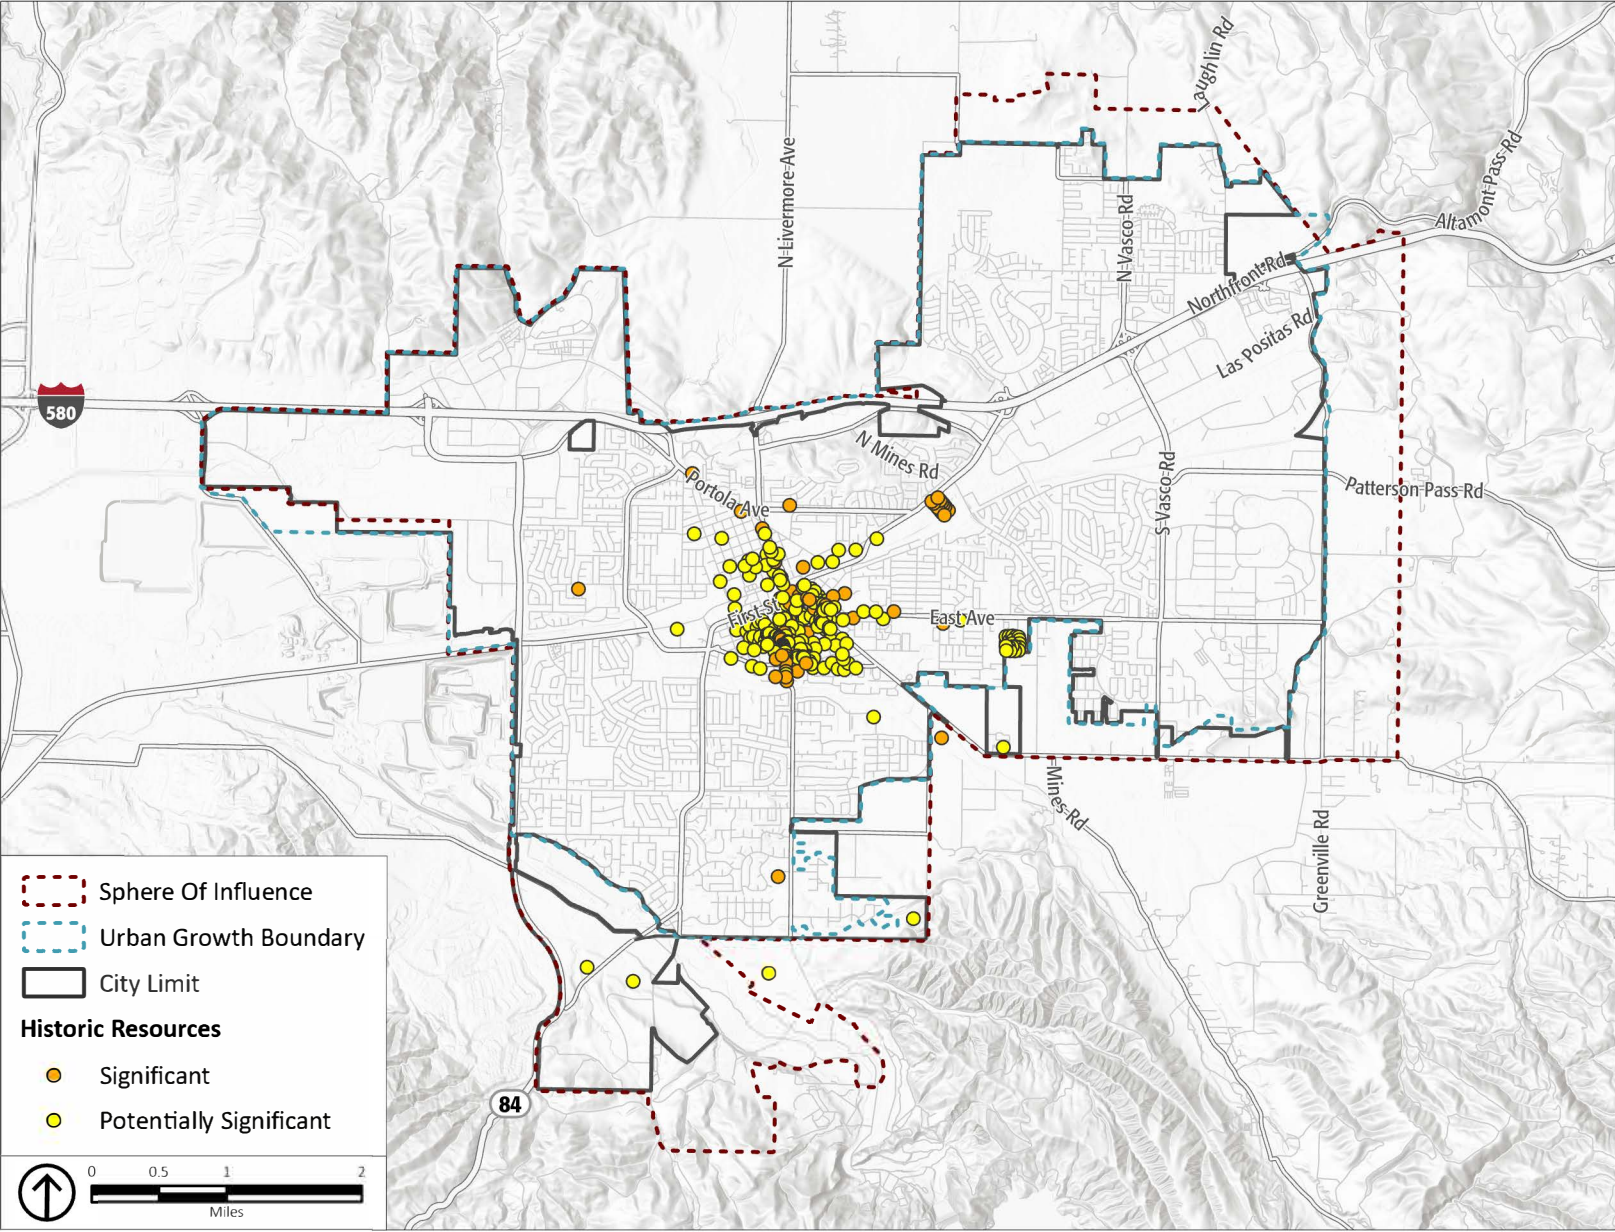 aughlin Rd
Altamont Pass Rd
N Livermore Ave
N Vasco Rd
Northfront Rd
Las Positas Rd
580
N Mines Rd
Portola Ave
S Vasco Rd
Patterson Pass Rd
First St
East Ave
Mines Rd
Greenville Rd
84
Sphere Of Influence
Urban Growth Boundary
City Limit
Historic Resources
Significant
Potentially Significant
0 0.5 1 2
Miles